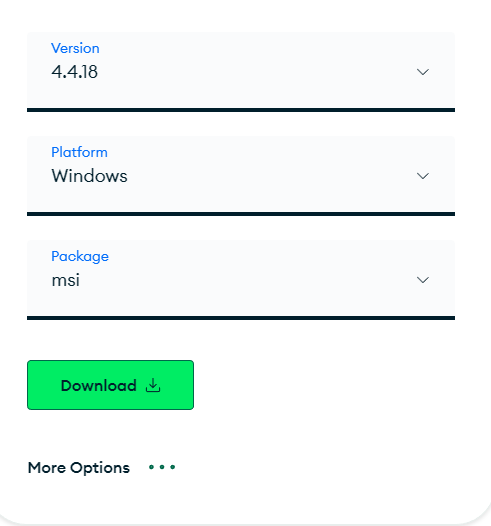 Version
4.4.18
Platform
Windows
Package
msi
Download
More Options